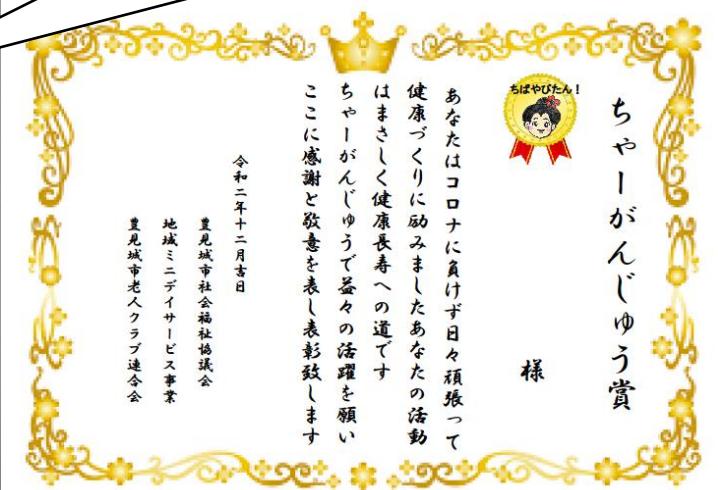 ちゃーがんじゅう賞
ちばやびたん！
様
あなたはコロナに負けず日々頑張って
健康づくりに励みましたあなたの活動
はまさしく健康長寿への道です
ちゃーがんじゅうで益々の活躍を願い
ここに感謝と敬意を表し表彰致します
令和二年十二月吉日
豊見城市社会福祉協議会
地域ミニデイサービス事業
豊見城市老人クラブ連合会